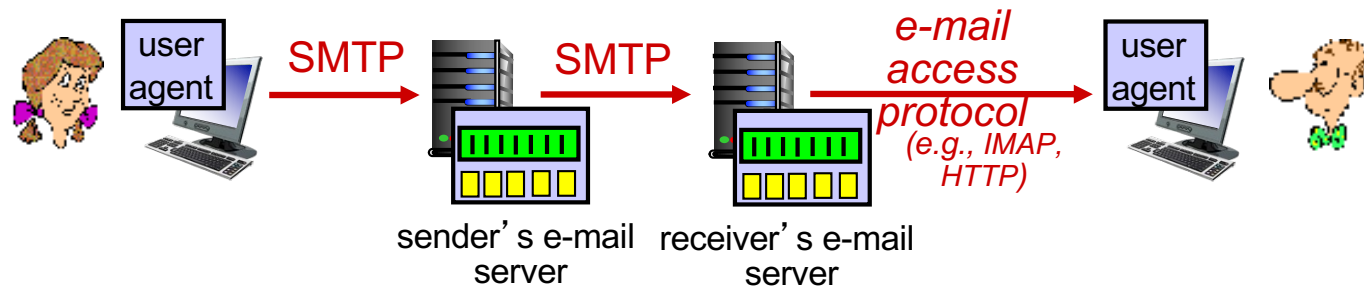 user
agent
SMTP
SMTP
e-mail
access
protocol
(e.g., IMAP,
HTTP)
user
agent
sender’ s e-mail
server
receiver’ s e-mail
server